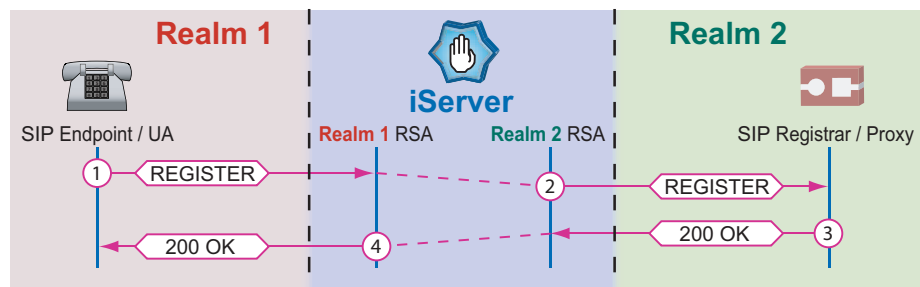 Realm 1
Realm 2
iServer
SIP Endpoint / UA
Realm 1 RSA
Realm 2 RSA
SIP Registrar / Proxy
1
REGISTER
2
REGISTER
200 OK
4
200 OK
3